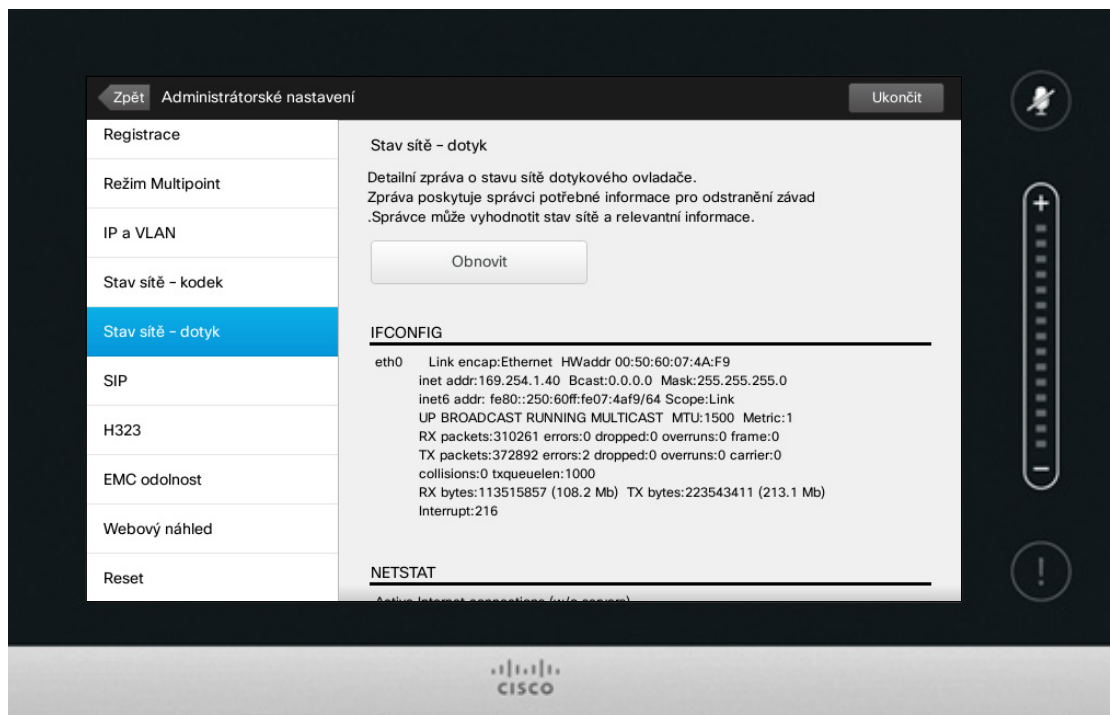 Zpět Administrátorské nastavení Ukončit
Registrace
Režim Multipoint
IP a VLAN
Stav sítě – kodek
Stav sítě – dotyk
SIP
H323
EMC odolnost
Webový náhled
Reset
Stav sítě – dotyk
Detailní zpráva o stavu sítě dotykového ovladače.
Zpráva poskytuje správci potřebné informace pro odstranění závad
.Správce může vyhodnotit stav sítě a relevantní informace.
Obnovit
IFCONFIG
eth0 Link encap:Ethernet HWaddr 00:50:60:07:4A:F9
inet addr:169.254.1.40 Bcast:0.0.0.0 Mask:255.255.255.0
inet6 addr: fe80::250:60ff:fe07:4af9/64 Scope:Link
UP BROADCAST RUNNING MULTICAST MTU:1500 Metric:1
RX packets:310261 errors:0 dropped:0 overruns:0 frame:0
TX packets:372892 errors:2 dropped:0 overruns:0 carrier:0
collisions:0 txqueuelen:1000
RX bytes:113515857 (108.2 Mb) TX bytes:223543411 (213.1 Mb)
Interrupt:216
NETSTAT
Active Internet connections (w/o servers)
+
–
!
CISCO